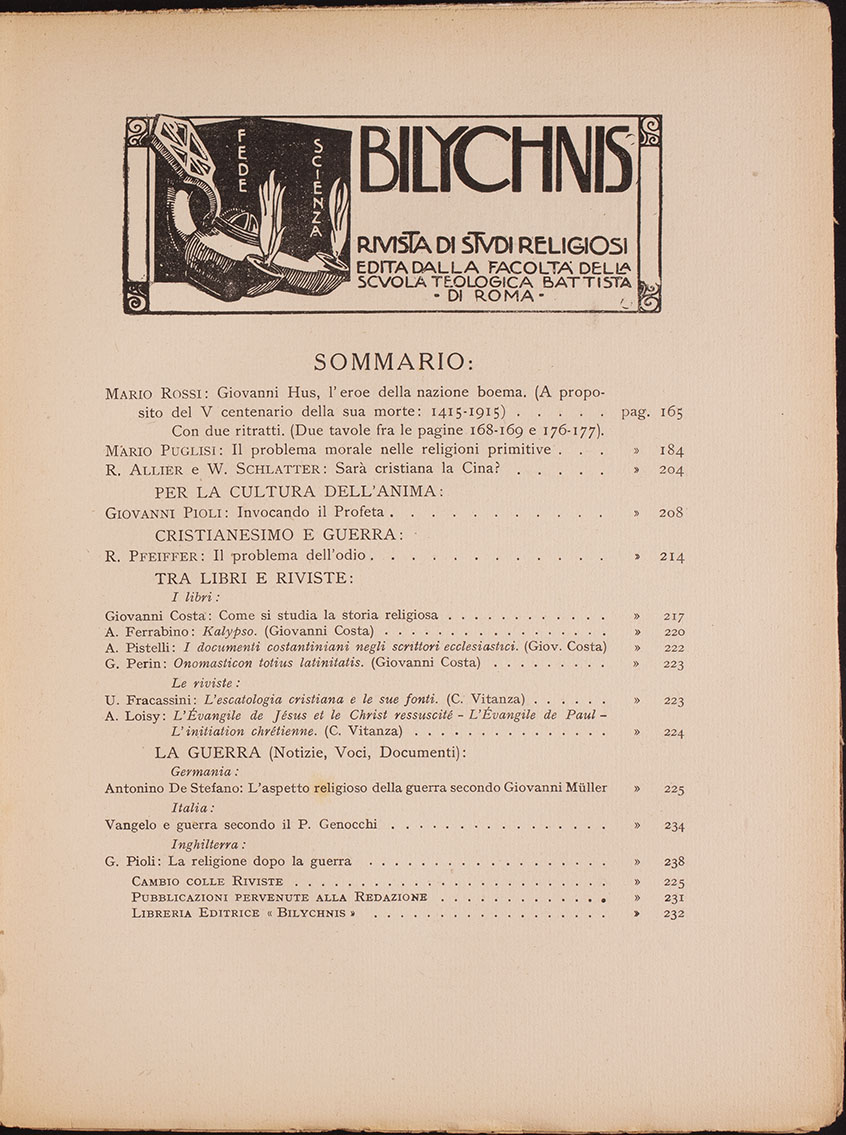 FEDE
SCIENZA
BILYCHNIS
RIVISTA DI STVDI RELIGIOSI
EDITA DALLA FACOLTA' DELLA
SCVOLA TEOLOGICA BATTISTA
- DI ROMA -
SOMMARIO:
MARIO ROSSI: Giovanni Hus, l'eroe della nazione boema. (A propo-
sito del V centenario della sua morte: 1415-1915) . . . . . pag. 165
Con due ritratti. (Due tavole fra le pagine 168-169 e 176-177).
MARIO PUGLISI: Il problema morale nelle religioni primitive . . . » 184
R. ALLIER e W. SCHLATTER: Sarà cristiana la Cina? . . . . . » 204
PER LA CULTURA DELL'ANIMA:
GIOVANNI PIOLI: Invocando il Profeta . . . . . . . . . . . » 208
CRISTIANESIMO E GUERRA:
R. PFEIFFER: Il problema dell'odio . . . . . . . . . . . . » 214
TRA LIBRI E RIVISTE:
I libri:
Giovanni Costa: Come si studia la storia religiosa . . . . . . . . . . . . » 217
A. Ferrabino: Kalypso. (Giovanni Costa) . . . . . . . . . . . . . . . . . » 220
A. Pistelli: I documenti costantiniani negli scrittori ecclesiastici. (Giov. Costa) » 222
G. Perin: Onomasticon totius latinitatis. (Giovanni Costa) . . . . . . . . . » 223
Le riviste:
U. Fracassini: L'escatologia cristiana e le sue fonti. (C. Vitanza) . . . . . . » 223
A. Loisy: L'Évangile de Jésus et le Christ ressuscité - L'Évangile de Paul -
L'initiation chrétienne. (C. Vitanza) . . . . . . . . . . . . . . . » 224
LA GUERRA (Notizie, Voci, Documenti):
Germania:
Antonino De Stefano: L'aspetto religioso della guerra secondo Giovanni Müller » 225
Italia:
Vangelo e guerra secondo il P. Genocchi . . . . . . . . . . . . . . . . » 234
Inghilterra:
G. Pioli: La religione dopo la guerra . . . . . . . . . . . . . . . . . . » 238
CAMBIO COLLE RIVISTE . . . . . . . . . . . . . . . . . . . . . . . » 225
PUBBLICAZIONI PERVENUTE ALLA REDAZIONE . . . . . . . . . . . . . » 231
LIBRERIA EDITRICE « BILYCHNIS » . . . . . . . . . . . . . . . . . . » 232